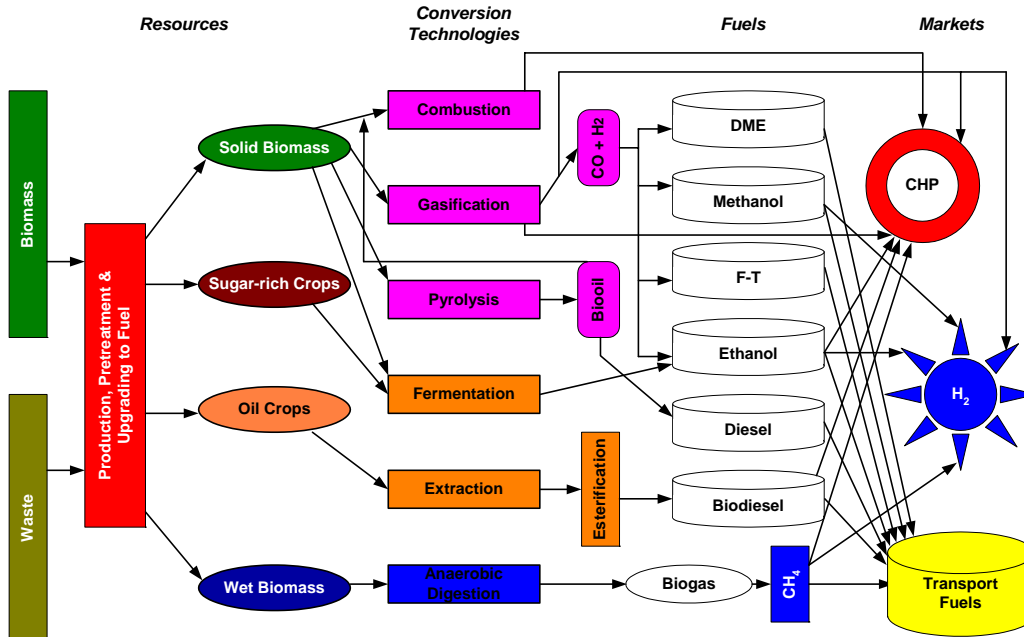 Resources
Conversion
Technologies
Fuels
Markets
Biomass
Waste
Production, Pretreatment &
Upgrading to Fuel
Solid Biomass
Sugar-rich Crops
Oil Crops
Wet Biomass
Combustion
Gasification
Pyrolysis
Fermentation
Extraction
Anaerobic
Digestion
CO + H2
Biooil
Esterification
Biogas
CH4
DME
Methanol
F-T
Ethanol
Diesel
Biodiesel
CHP
H2
Transport
Fuels